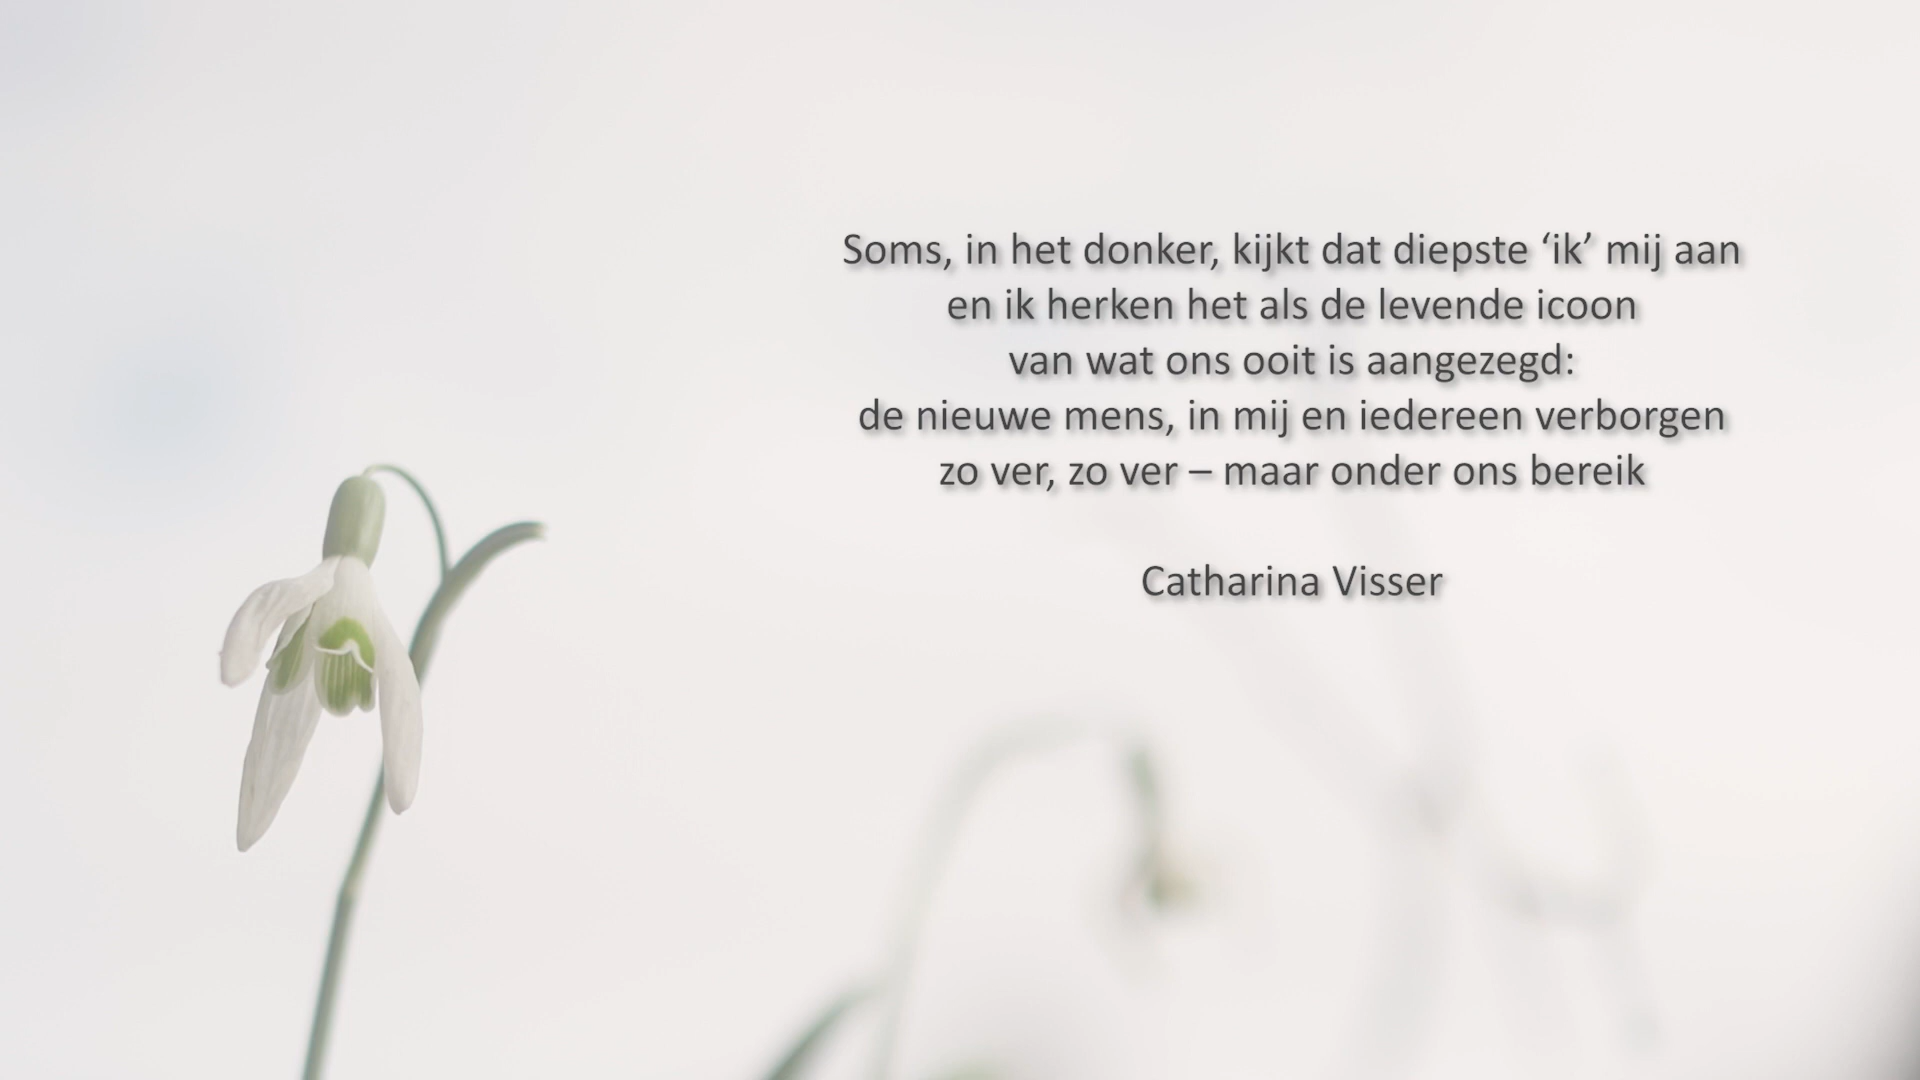 Soms, in het donker, kijkt dat diepste ‘ik’ mij aan
en ik herken het als de levende icoon
van wat ons ooit is aangezegd:
de nieuwe mens, in mij en iedereen verborgen
zo ver, zo ver – maar onder ons bereik
Catharina Visser